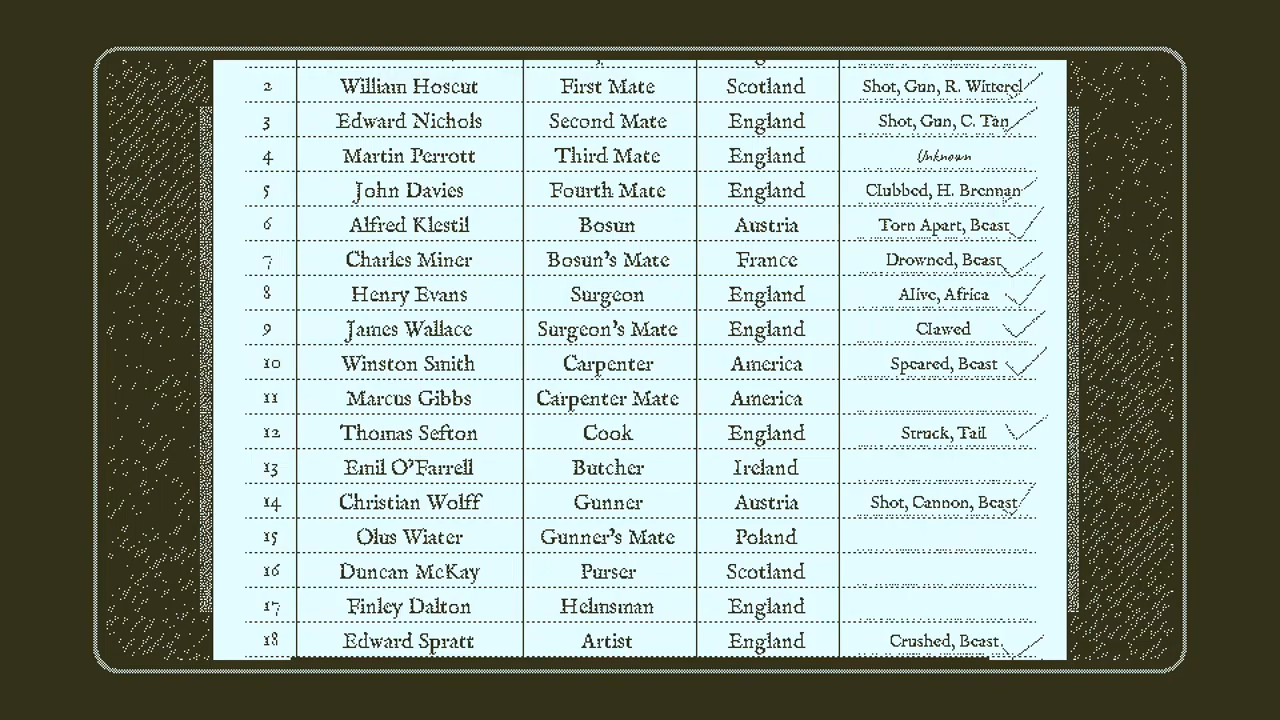 2 William Hoscut First Mate Scotland Shot, Gun, R. Witterel
3 Edward Nichols Second Mate England Shot, Gun, C. Tan
4 Martin Perrott Third Mate England Unknown
5 John Davies Fourth Mate England Clubbed, H. Brennan
6 Alfred Klestil Bosun Austria Torn Apart, Beast
7 Charles Miner Bosun's Mate France Drowned, Beast
8 Henry Evans Surgeon England Alive, Africa
9 James Wallace Surgeon's Mate England Clawed
10 Winston Smith Carpenter America Speared, Beast
11 Marcus Gibbs Carpenter Mate America
12 Thomas Sefton Cook England Struck, Tail
13 Emil O'Farrell Butcher Ireland
14 Christian Wolff Gunner Austria Shot, Cannon, Beast
15 Olus Wiater Gunner's Mate Poland
16 Duncan McKay Purser Scotland
17 Finley Dalton Helmsman England
18 Edward Spratt Artist England Crushed, Beast